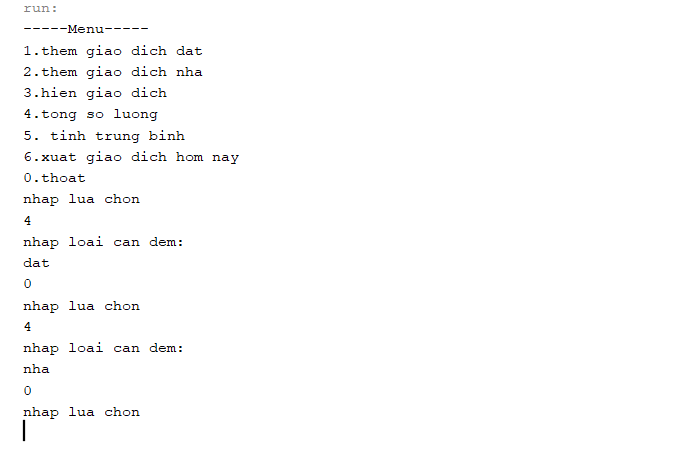 run:
-----Menu-----
1.them giao dich dat
2.them giao dich nha
3.hien giao dich
4.tong so luong
5. tinh trung binh
6.xuat giao dich hom nay
0.thoat
nhap lua chon
4
nhap loai can dem:
dat
0
nhap lua chon
4
nhap loai can dem:
nha
0
nhap lua chon